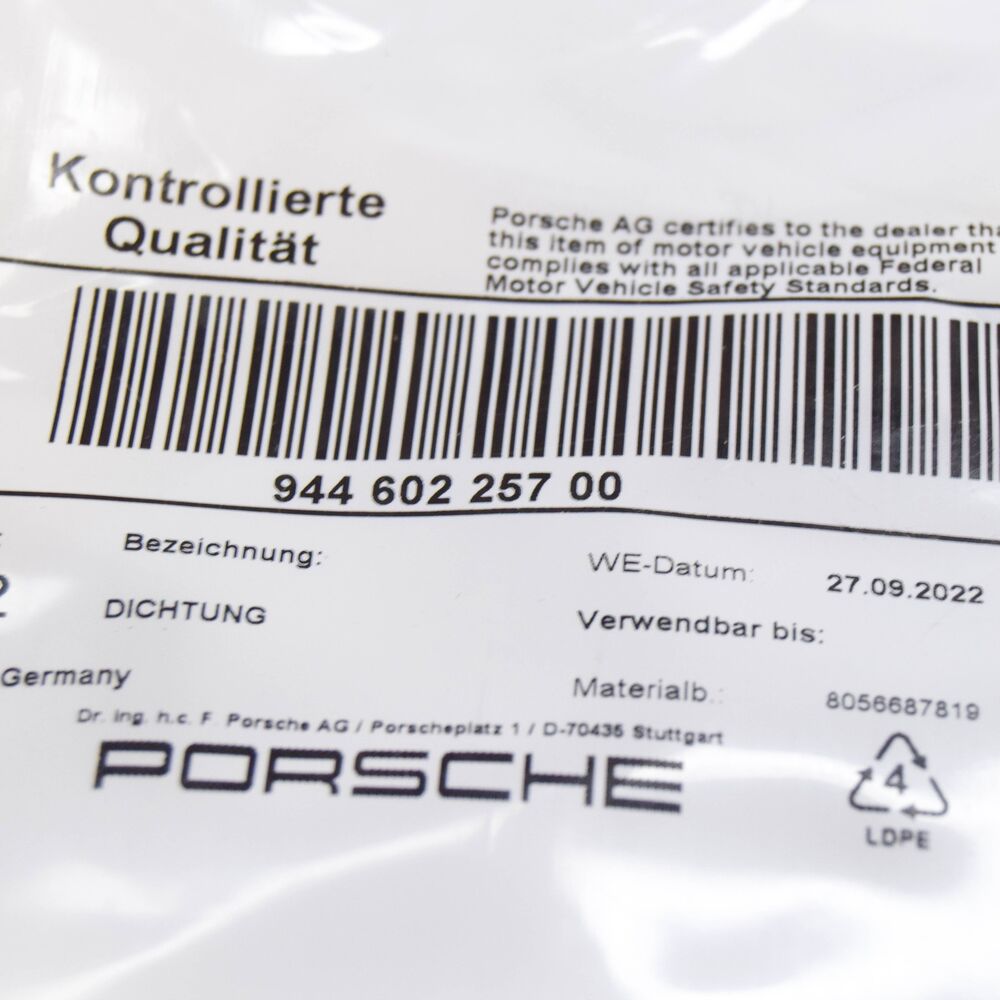 Kontrollierte
Qualität
Porsche AG certifies to the dealer tha
this item of motor vehicle equipment
complies with all applicable Federal
Motor Vehicle Safety Standards.
944 602 257 00
Bezeichnung:
WE-Datum:
27.09.2022
2
DICHTUNG
Verwendbar bis:
Germany
Materialb.:
8056687819
Dr. Ing. h.c. F. Porsche AG / Porscheplatz 1 / D-70435 Stuttgart
PORSCHE
4
LDPE